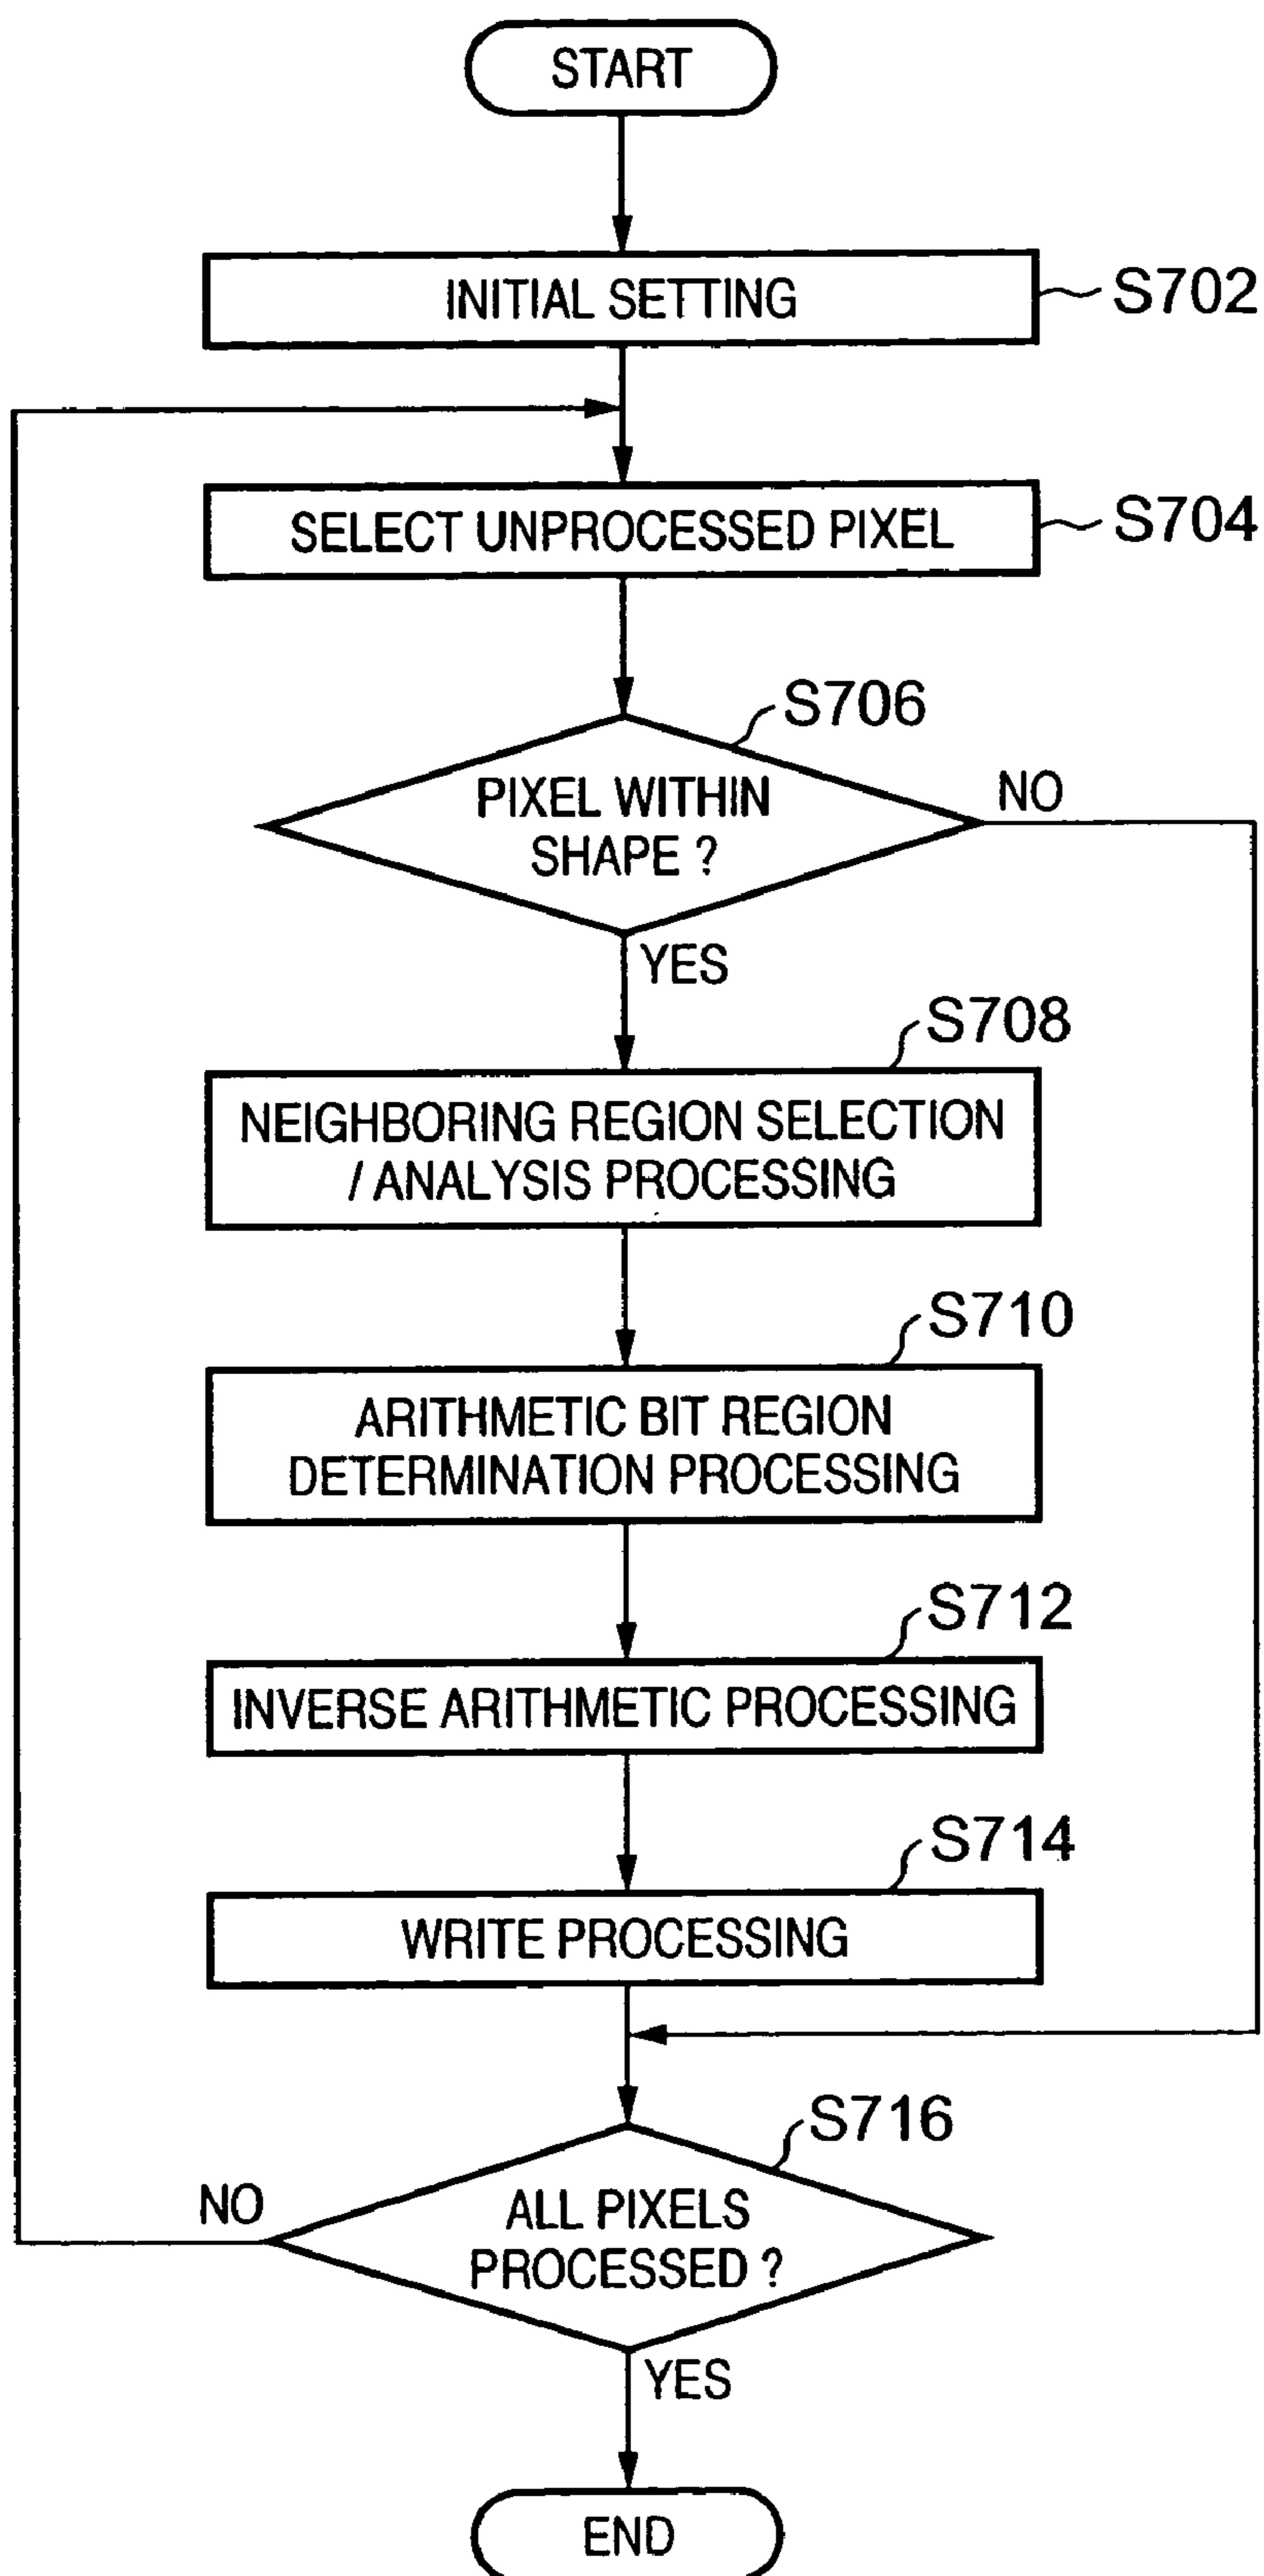 START
INITIAL SETTING
S702
SELECT UNPROCESSED PIXEL
S704
S706
PIXEL WITHIN
SHAPE ?
NO
YES
S708
NEIGHBORING REGION SELECTION
/ ANALYSIS PROCESSING
S710
ARITHMETIC BIT REGION
DETERMINATION PROCESSING
S712
INVERSE ARITHMETIC PROCESSING
S714
WRITE PROCESSING
S716
NO
ALL PIXELS
PROCESSED ?
YES
END